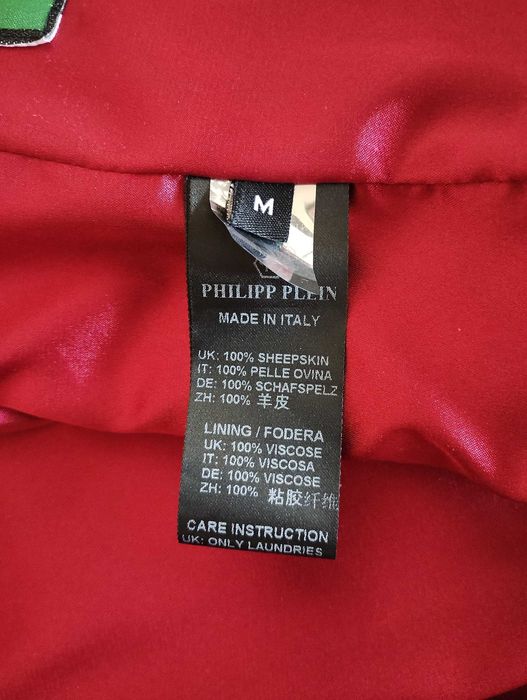 M
PHILIPP PLEIN
MADE IN ITALY
UK: 100% SHEEPSKIN
IT: 100% PELLE OVINA
DE: 100% SCHAFSPELZ
ZH: 100% 羊皮
LINING / FODERA
UK: 100% VISCOSE
IT: 100% VISCOSA
DE: 100% VISCOSE
ZH: 100% 粘胶纤维
CARE INSTRUCTION
UK: ONLY LAUNDRIES